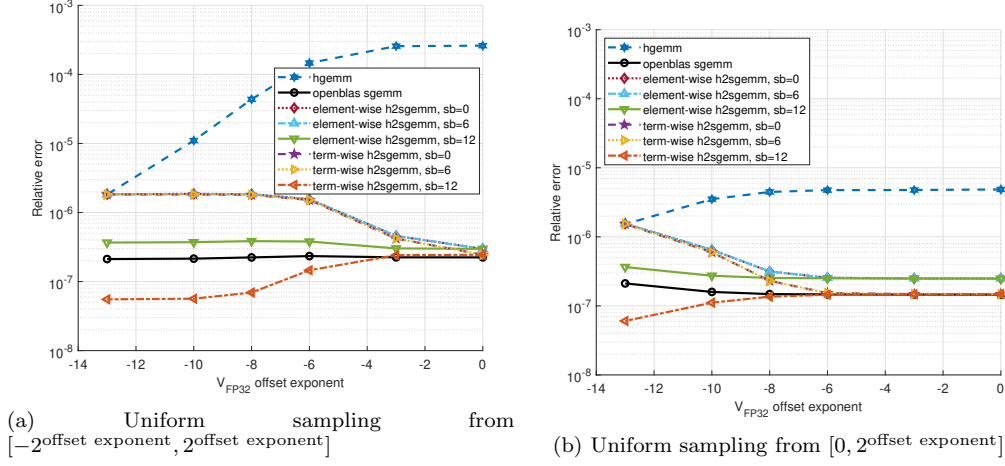 10^-3
10^-4
10^-5
10^-6
10^-7
10^-8
Relative error
hgemm
openblas sgemm
element-wise h2sgemm, sb=0
element-wise h2sgemm, sb=6
element-wise h2sgemm, sb=12
term-wise h2sgemm, sb=0
term-wise h2sgemm, sb=6
term-wise h2sgemm, sb=12
-14 -12 -10 -8 -6 -4 -2 0
V_FP32 offset exponent
(a) Uniform sampling from
[−2^offset exponent, 2^offset exponent]
10^-3
10^-4
10^-5
10^-6
10^-7
10^-8
Relative error
hgemm
openblas sgemm
element-wise h2sgemm, sb=0
element-wise h2sgemm, sb=6
element-wise h2sgemm, sb=12
term-wise h2sgemm, sb=0
term-wise h2sgemm, sb=6
term-wise h2sgemm, sb=12
-14 -12 -10 -8 -6 -4 -2 0
V_FP32 offset exponent
(b) Uniform sampling from [0, 2^offset exponent]